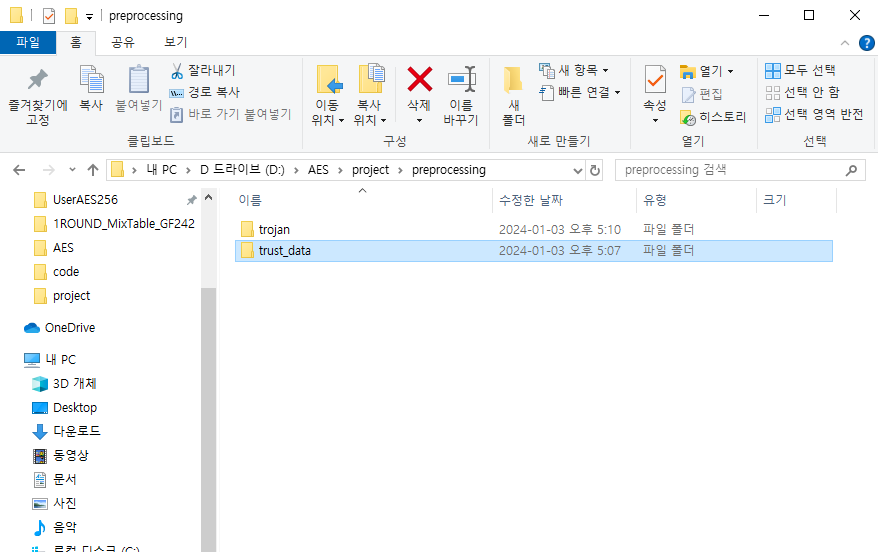 preprocessing
파일 홈 공유 보기
즐겨찾기에 고정
복사
붙여넣기
잘라내기
경로 복사
바로 가기 붙여넣기
클립보드
이동 위치
복사 위치
삭제
이름 바꾸기
구성
새 폴더
새 항목
빠른 연결
새로 만들기
속성
열기
편집
히스토리
열기
모두 선택
선택 안 함
선택 영역 반전
선택
내 PC > D 드라이브 (D:) > AES > project > preprocessing
preprocessing 검색
UserAES256
1ROUND_MixTable_GF242
AES
code
project
OneDrive
내 PC
3D 개체
Desktop
다운로드
동영상
문서
사진
음악
이름 수정한 날짜 유형 크기
trojan 2024-01-03 오후 5:10 파일 폴더
trust_data 2024-01-03 오후 5:07 파일 폴더